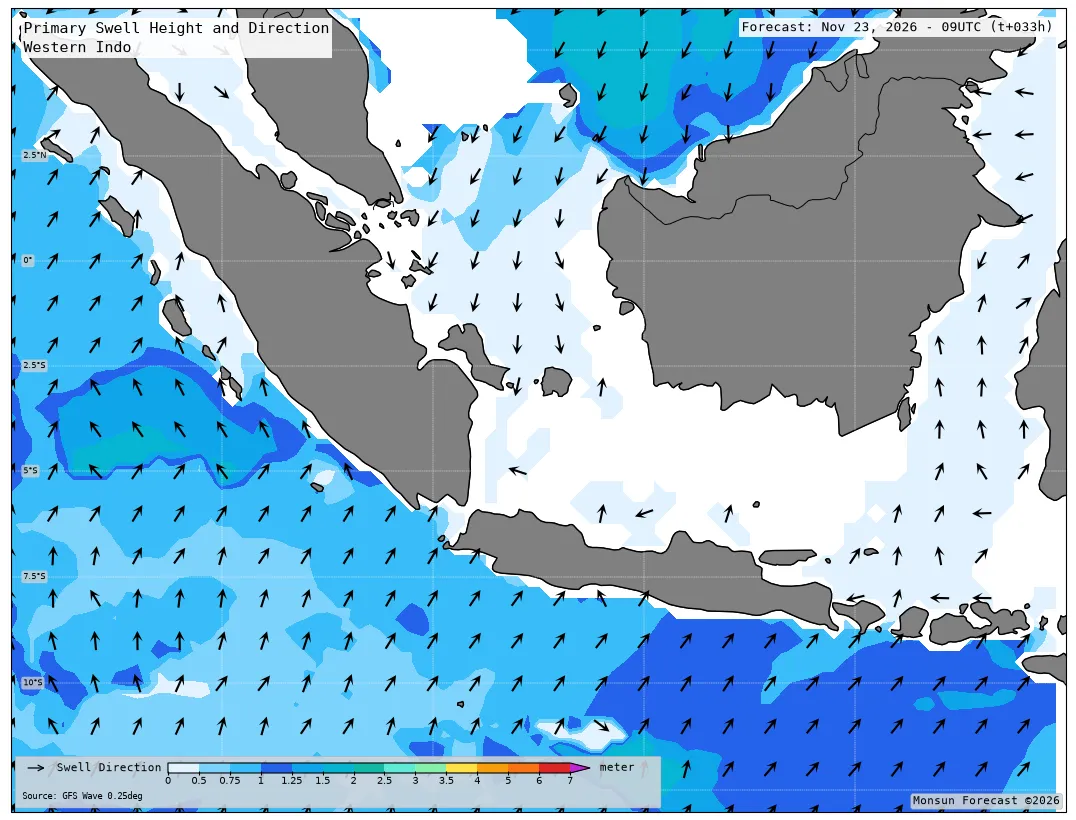 Primary Swell Height and Direction
Western Indo
Forecast: Nov 23, 2026 - 09UTC (t+033h)
2.5°N
0°
2.5°S
5°S
7.5°S
10°S
Swell Direction
meter
0 0.5 0.75 1 1.25 1.5 2 2.5 3 3.5 4 5 6 7
Source: GFS Wave 0.25deg
Monsun Forecast ©2026